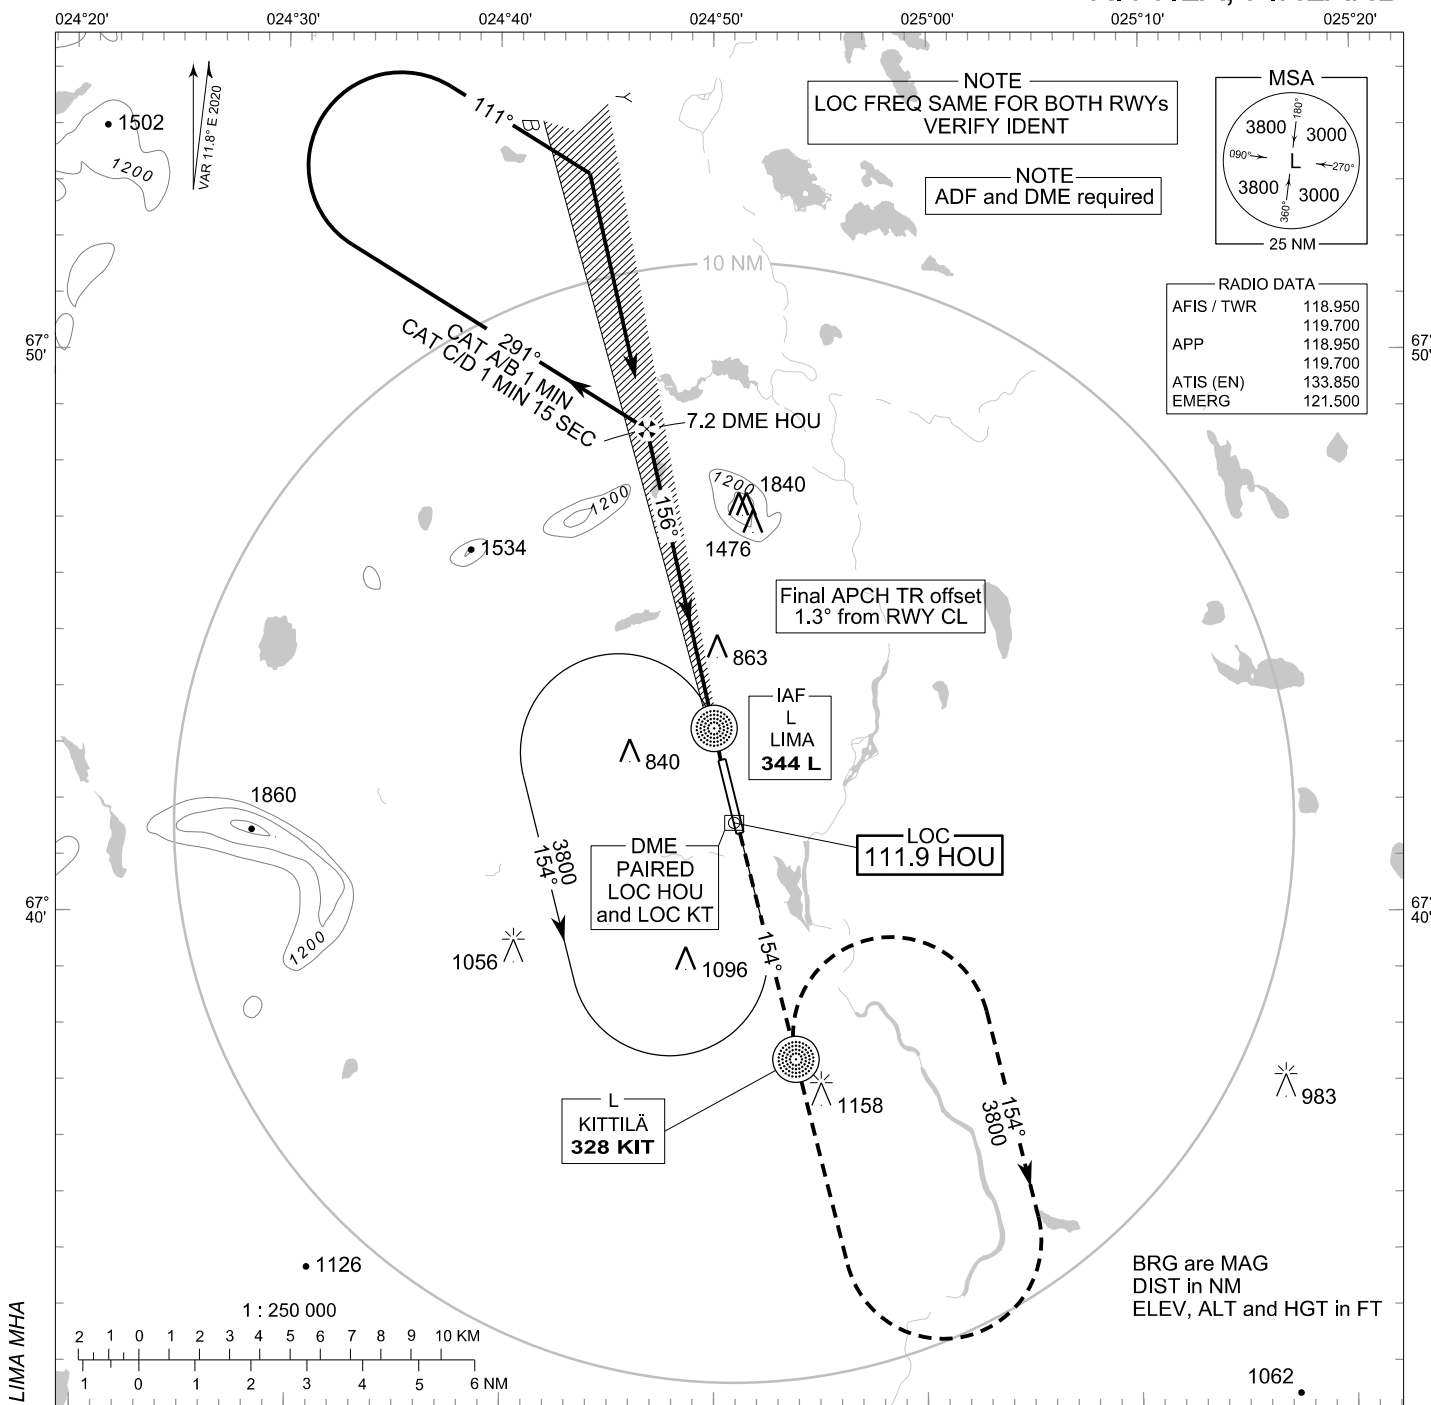 024°20'
024°30'
024°40'
024°50'
025°00'
025°10'
025°20'
VAR 11.8° E 2020
1502
1200
111°
B
Y
NOTE
LOC FREQ SAME FOR BOTH RWYs
VERIFY IDENT
NOTE
ADF and DME required
MSA
180°
3800
3000
090°
L
270°
3800
3000
360°
25 NM
10 NM
RADIO DATA
AFIS / TWR 118.950
119.700
APP 118.950
119.700
ATIS (EN) 133.850
EMERG 121.500
67°
50'
67°
50'
291°
CAT A/B 1 MIN
CAT C/D 1 MIN 15 SEC
7.2 DME HOU
1200
156°
1200
1840
1476
1534
Final APCH TR offset
1.3° from RWY CL
863
IAF
L
LIMA
344 L
840
1860
1200
3800
154°
DME
PAIRED
LOC HOU
and LOC KT
LOC
111.9 HOU
67°
40'
67°
40'
1056
1096
154°
L
KITTILÄ
328 KIT
1158
154°
3800
983
1126
BRG are MAG
DIST in NM
ELEV, ALT and HGT in FT
1 : 250 000
2 1 0 1 2 3 4 5 6 7 8 9 10 KM
1 0 1 2 3 4 5 6 NM
LIMA MHA
1062